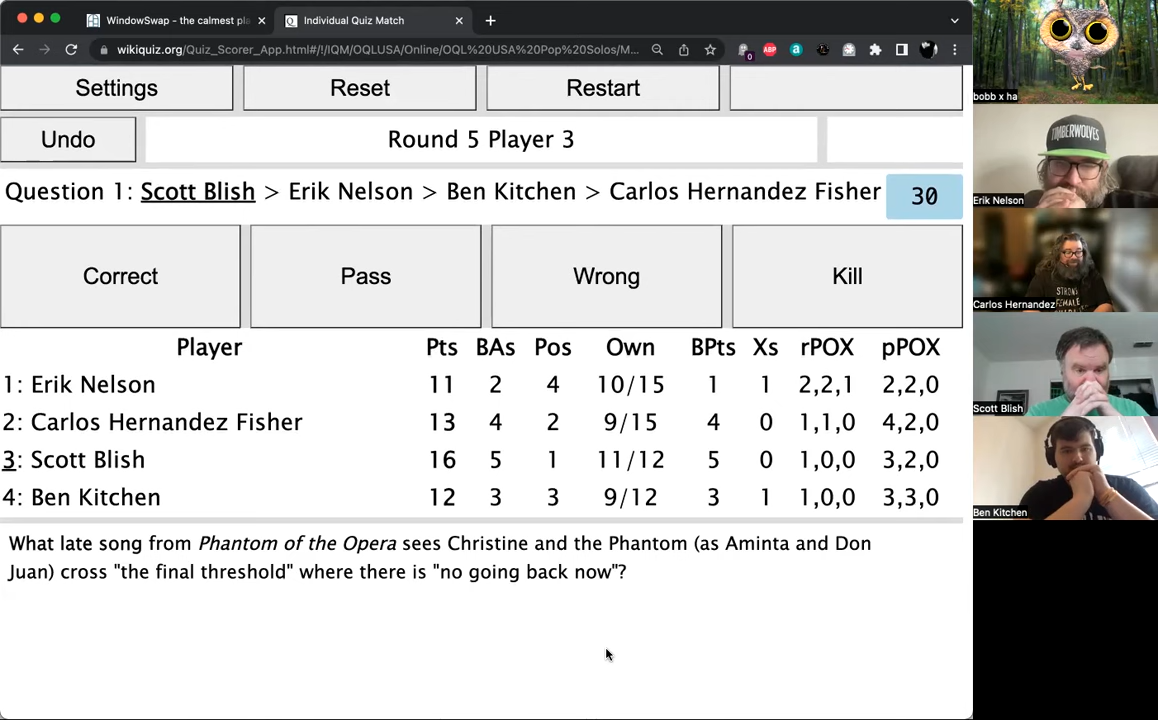 WindowSwap - the calmest pl
Individual Quiz Match
wikiquiz.org/Quiz_Scorer_App.html#/!/IQM/OQLUSA/Online/OQL%20USA%20Pop%20Solos/M...
0
ABP
a
Settings
Reset
Restart
Undo
Round 5 Player 3
Question 1: Scott Blish > Erik Nelson > Ben Kitchen > Carlos Hernandez Fisher
30
Correct
Pass
Wrong
Kill
Player Pts BAs Pos Own BPts Xs rPOX pPOX
1: Erik Nelson 11 2 4 10/15 1 1 2,2,1 2,2,0
2: Carlos Hernandez Fisher 13 4 2 9/15 4 0 1,1,0 4,2,0
3: Scott Blish 16 5 1 11/12 5 0 1,0,0 3,2,0
4: Ben Kitchen 12 3 3 9/12 3 1 1,0,0 3,3,0
What late song from Phantom of the Opera sees Christine and the Phantom (as Aminta and Don
Juan) cross "the final threshold" where there is "no going back now"?
bobb x ha
TIMBERWOLVES
Erik Nelson
STRONG
FEMALE
Carlos Hernandez
Scott Blish
Ben Kitchen